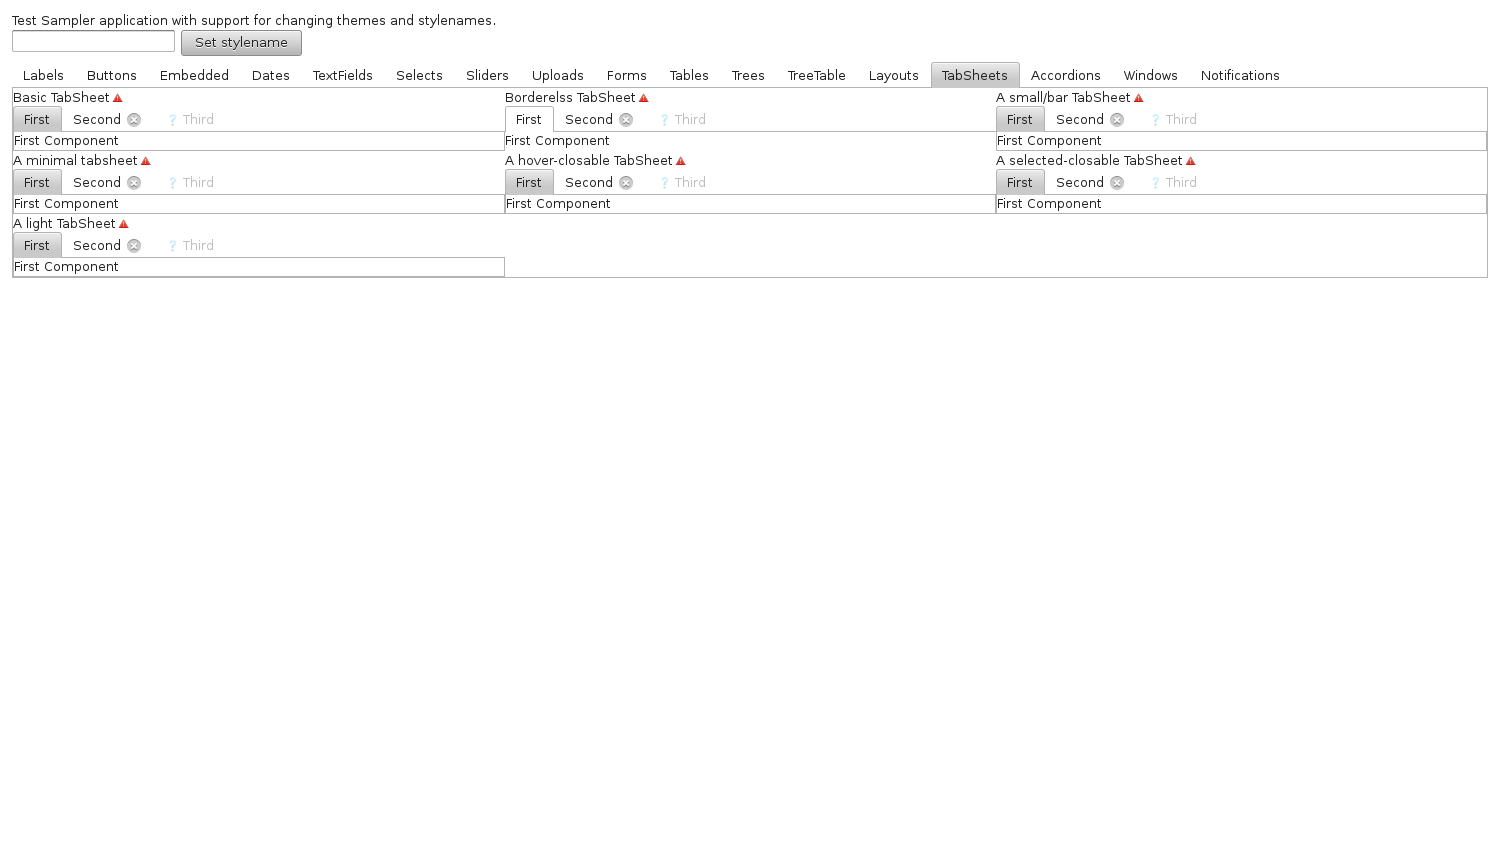 Test Sampler application with support for changing themes and stylenames.
Set stylename
Labels Buttons Embedded Dates TextFields Selects Sliders Uploads Forms Tables Trees TreeTable Layouts TabSheets Accordions Windows Notifications
Basic TabSheet Borderelss TabSheet A small/bar TabSheet
First Second ? Third First Second ? Third First Second ? Third
First Component First Component First Component
A minimal tabsheet A hover-closable TabSheet A selected-closable TabSheet
First Second ? Third First Second ? Third First Second ? Third
First Component First Component First Component
A light TabSheet
First Second ? Third
First Component